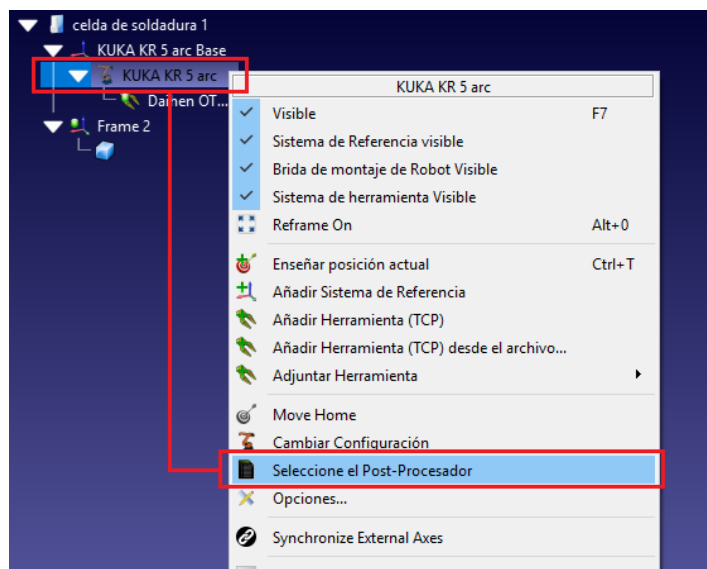 celda de soldadura 1
KUKA KR 5 arc Base
KUKA KR 5 arc
Daihen OT...
Frame 2
KUKA KR 5 arc
Visible F7
Sistema de Referencia visible
Brida de montaje de Robot Visible
Sistema de herramienta Visible
Reframe On Alt+0
Enseñar posición actual Ctrl+T
Añadir Sistema de Referencia
Añadir Herramienta (TCP)
Añadir Herramienta (TCP) desde el archivo...
Adjuntar Herramienta
Move Home
Cambiar Configuración
Seleccione el Post-Procesador
Opciones...
Synchronize External Axes